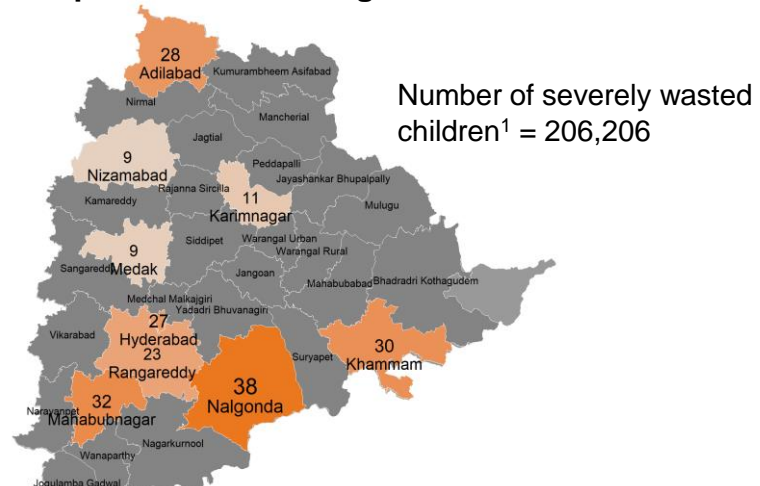 28
Adilabad
Kumurambheem Asifabad
Nirmal
Mancherial
Number of severely wasted
children¹ = 206,206
Jagtial
9
Nizamabad
Peddapalli
Jayashankar Bhupalpally
Rajanna Sircilla
11
Karimnagar
Kamareddy
Mulugu
9
Medak
Sangareddy
Siddipet
Warangal Urban
Warangal Rural
Jangoan
Mahabubabad
Bhadradri Kothagudem
Medchal Malkajgiri
Yadadri Bhuvanagiri
27
Hyderabad
23
Rangareddy
Vikarabad
Suryapet
30
Khammam
38
Nalgonda
32
Mahabubnagar
Narayanpet
Nagarkurnool
Wanaparthy
Jogulamba Gadwal